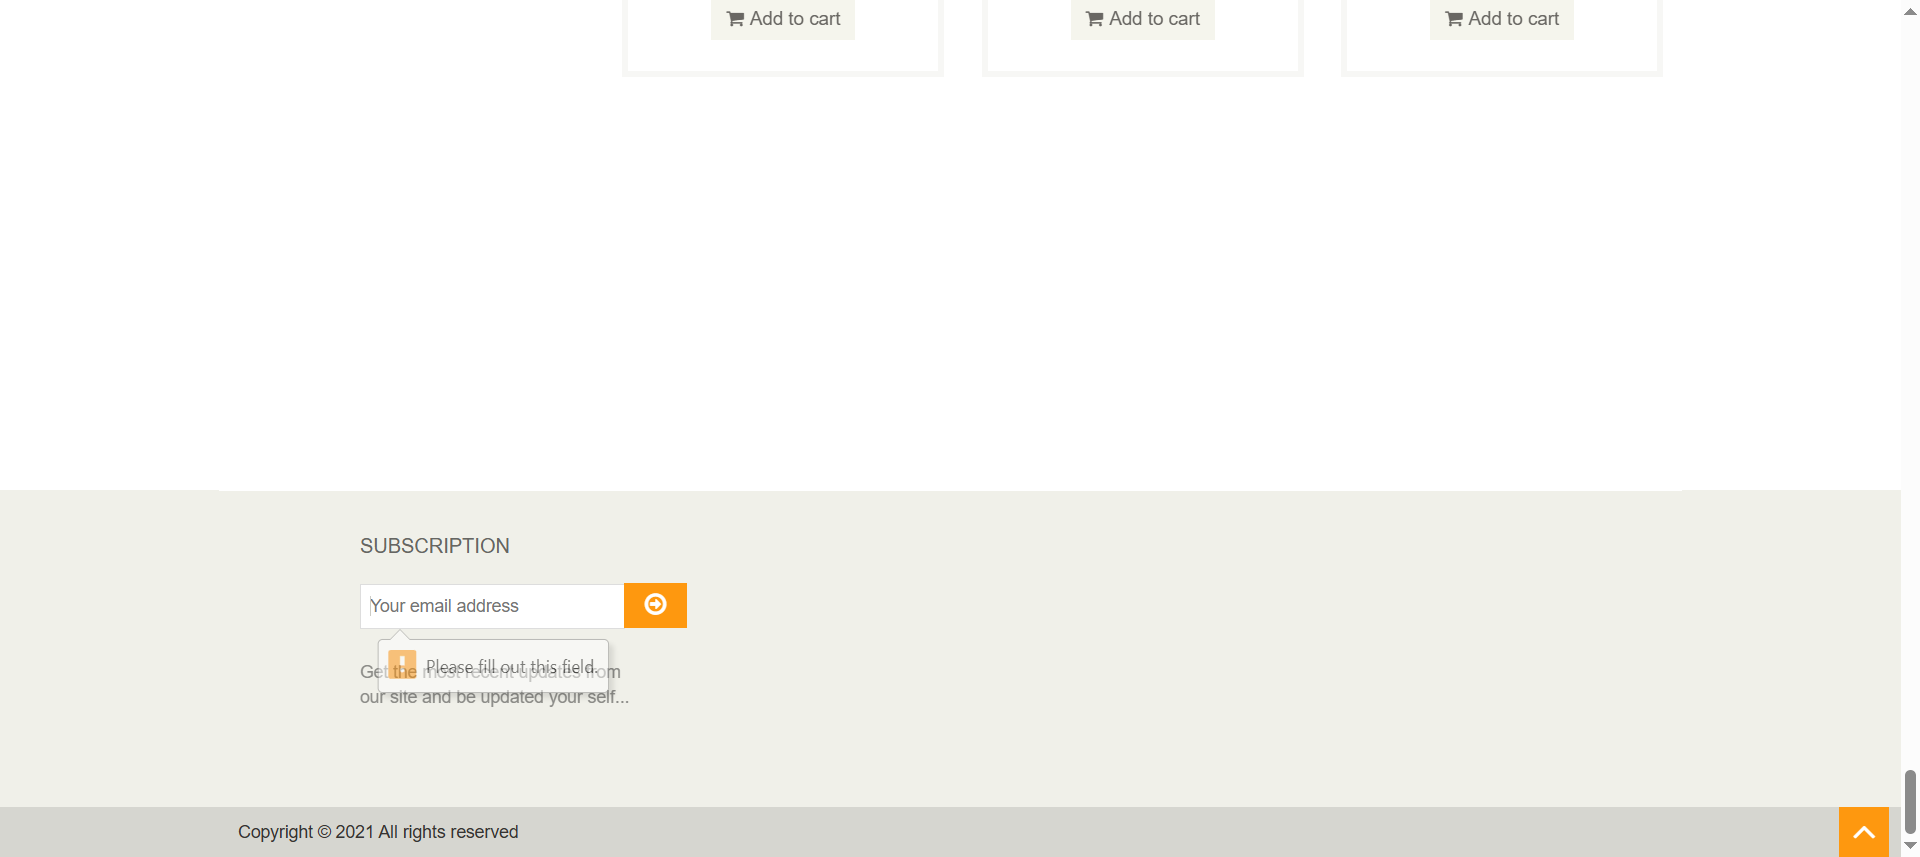 Add to cart
Add to cart
Add to cart
SUBSCRIPTION
Your email address
Please fill out this field.
Get the most recent updates from
our site and be updated your self...
Copyright © 2021 All rights reserved